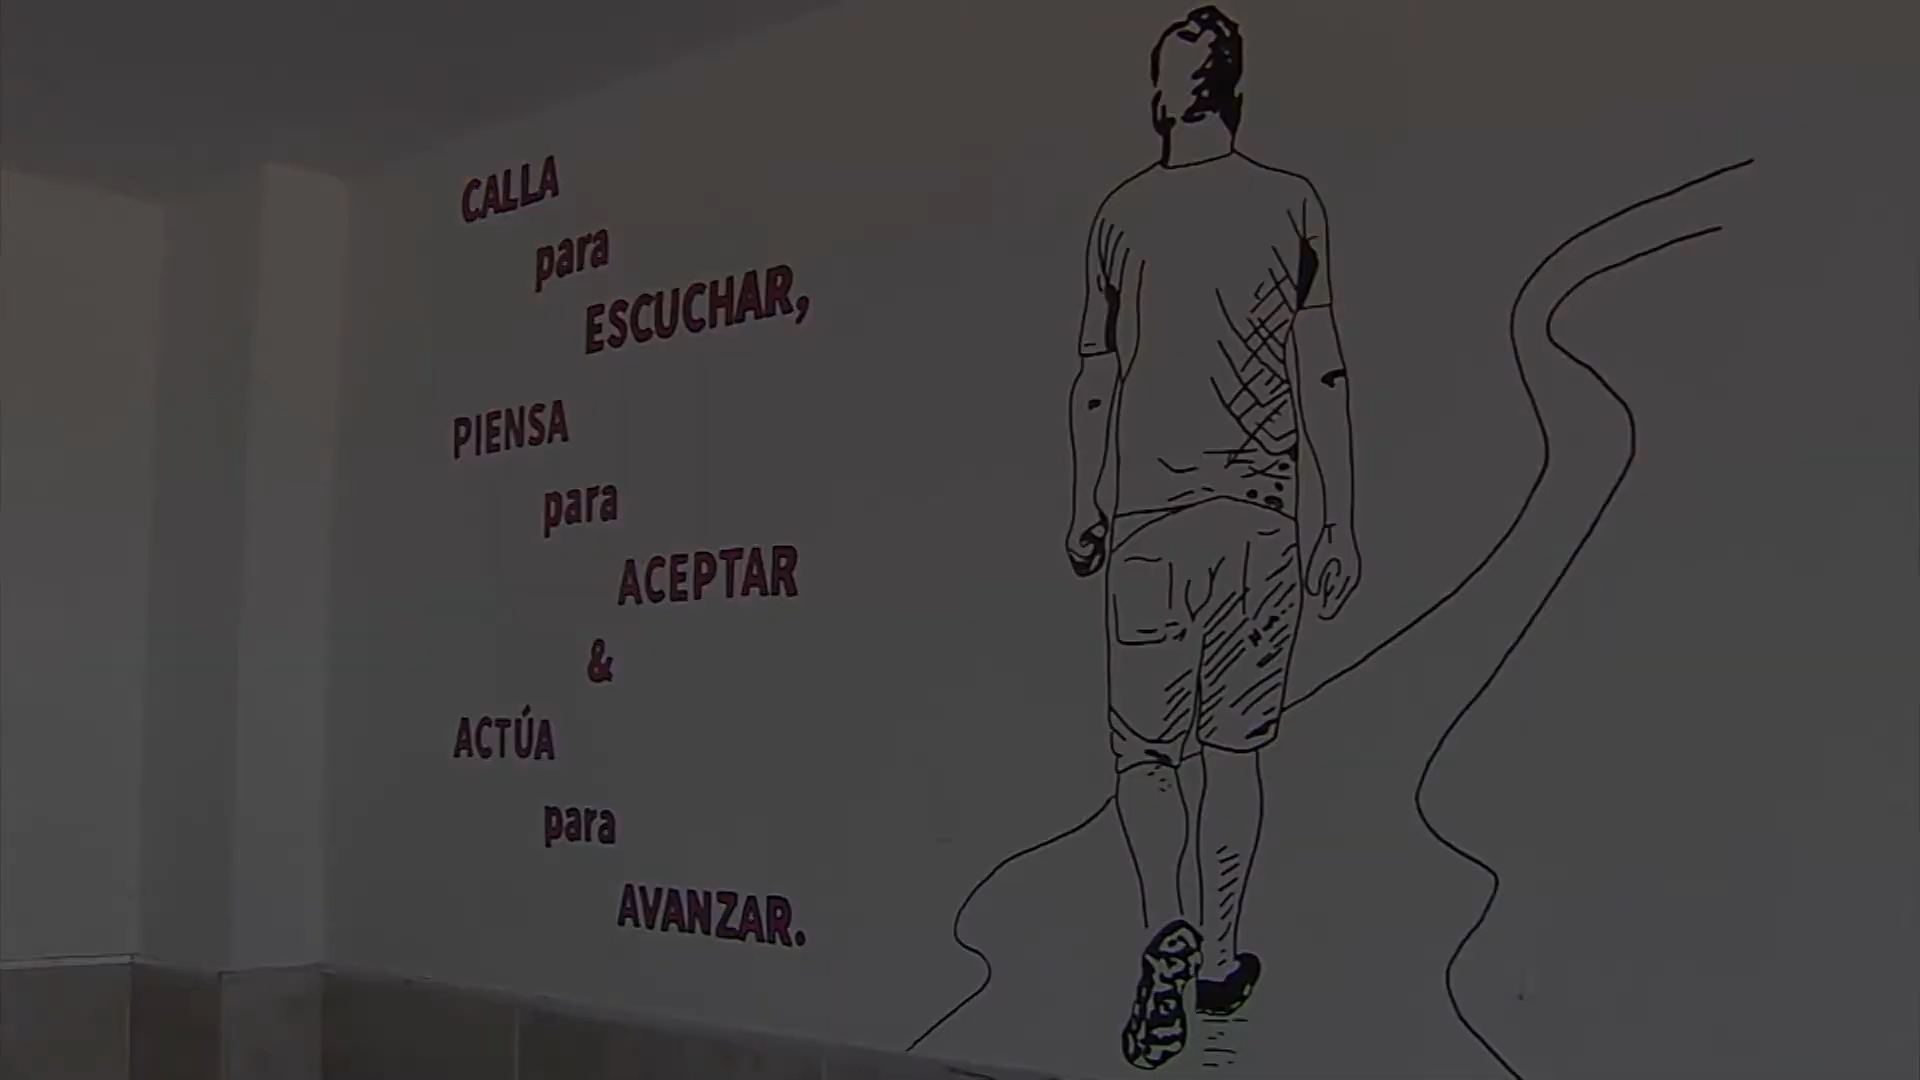 CALLA
para
ESCUCHAR,
PIENSA
para
ACEPTAR
&
ACTÚA
para
AVANZAR.